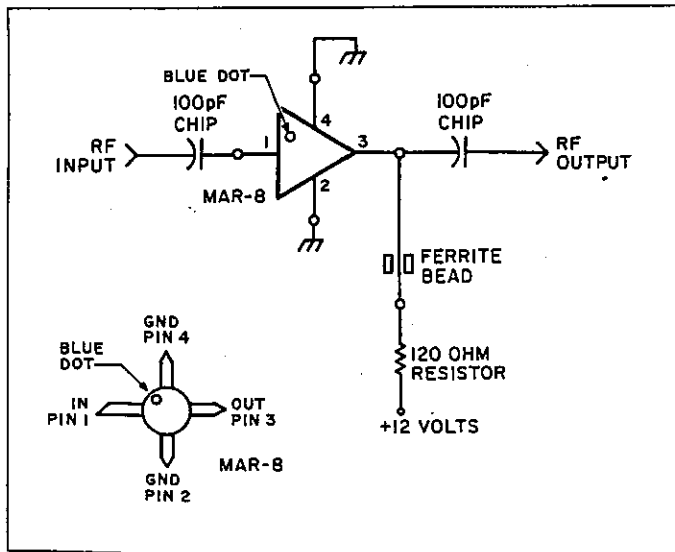 BLUE DOT
100pF
CHIP
100pF
CHIP
4
RF
INPUT
1
3
RF
OUTPUT
MAR-8
2
FERRITE
BEAD
GND
PIN 4
BLUE
DOT
120 OHM
RESISTOR
IN
PIN 1
OUT
PIN 3
+12 VOLTS
GND
PIN 2
MAR-8